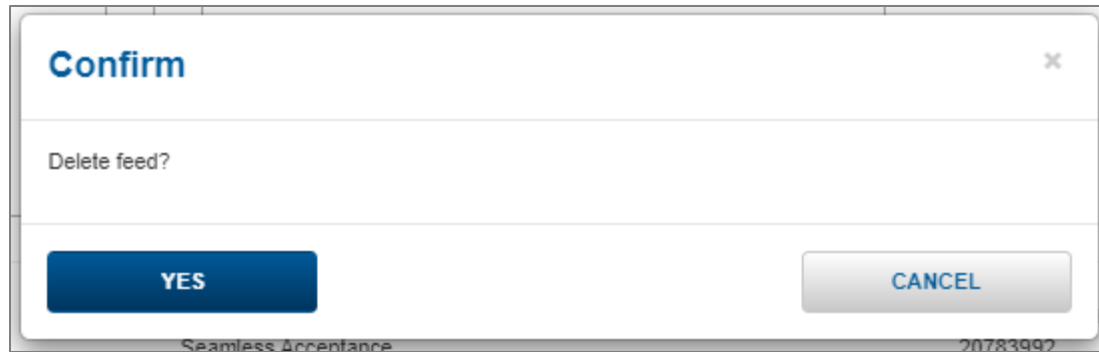 Confirm
×
Delete feed?
YES
CANCEL
Seamless Acceptance
20783992